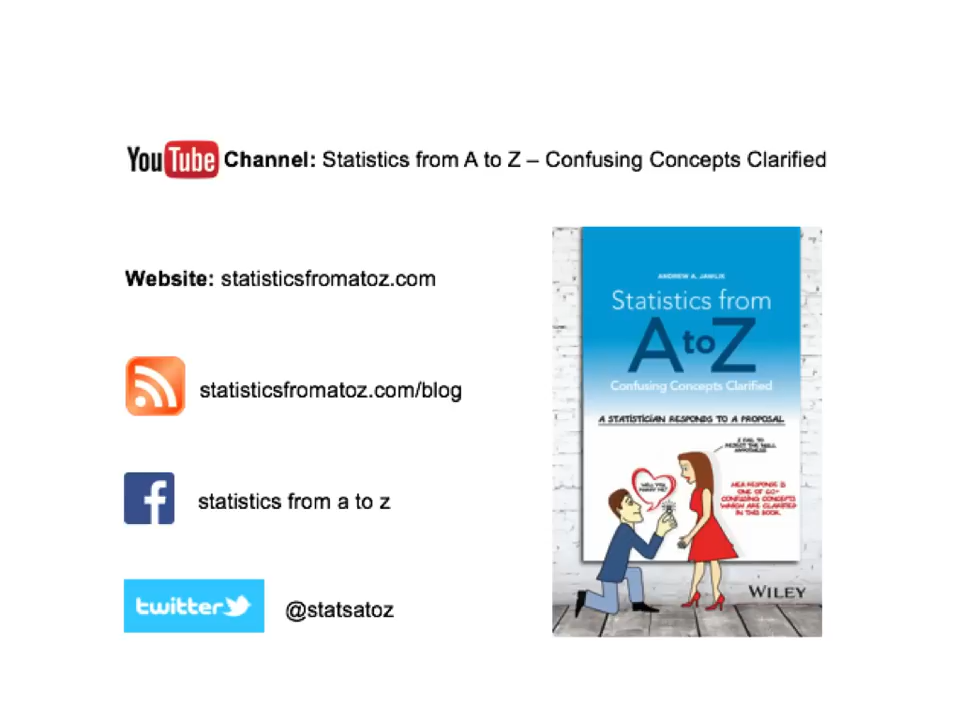 YouTube Channel: Statistics from A to Z – Confusing Concepts Clarified
Website: statisticsfromatoz.com
statisticsfromatoz.com/blog
statistics from a to z
twitter @statsatoz
ANDREW A. JAWLIK
Statistics from
A to Z
Confusing Concepts Clarified
A STATISTICIAN RESPONDS TO A PROPOSAL
I FAIL TO
REJECT THE NULL
HYPOTHESIS
WILL YOU
MARRY ME?
HER RESPONSE IS
ONE OF 60+
CONFUSING CONCEPTS
WHICH ARE CLARIFIED
IN THIS BOOK.
WILEY